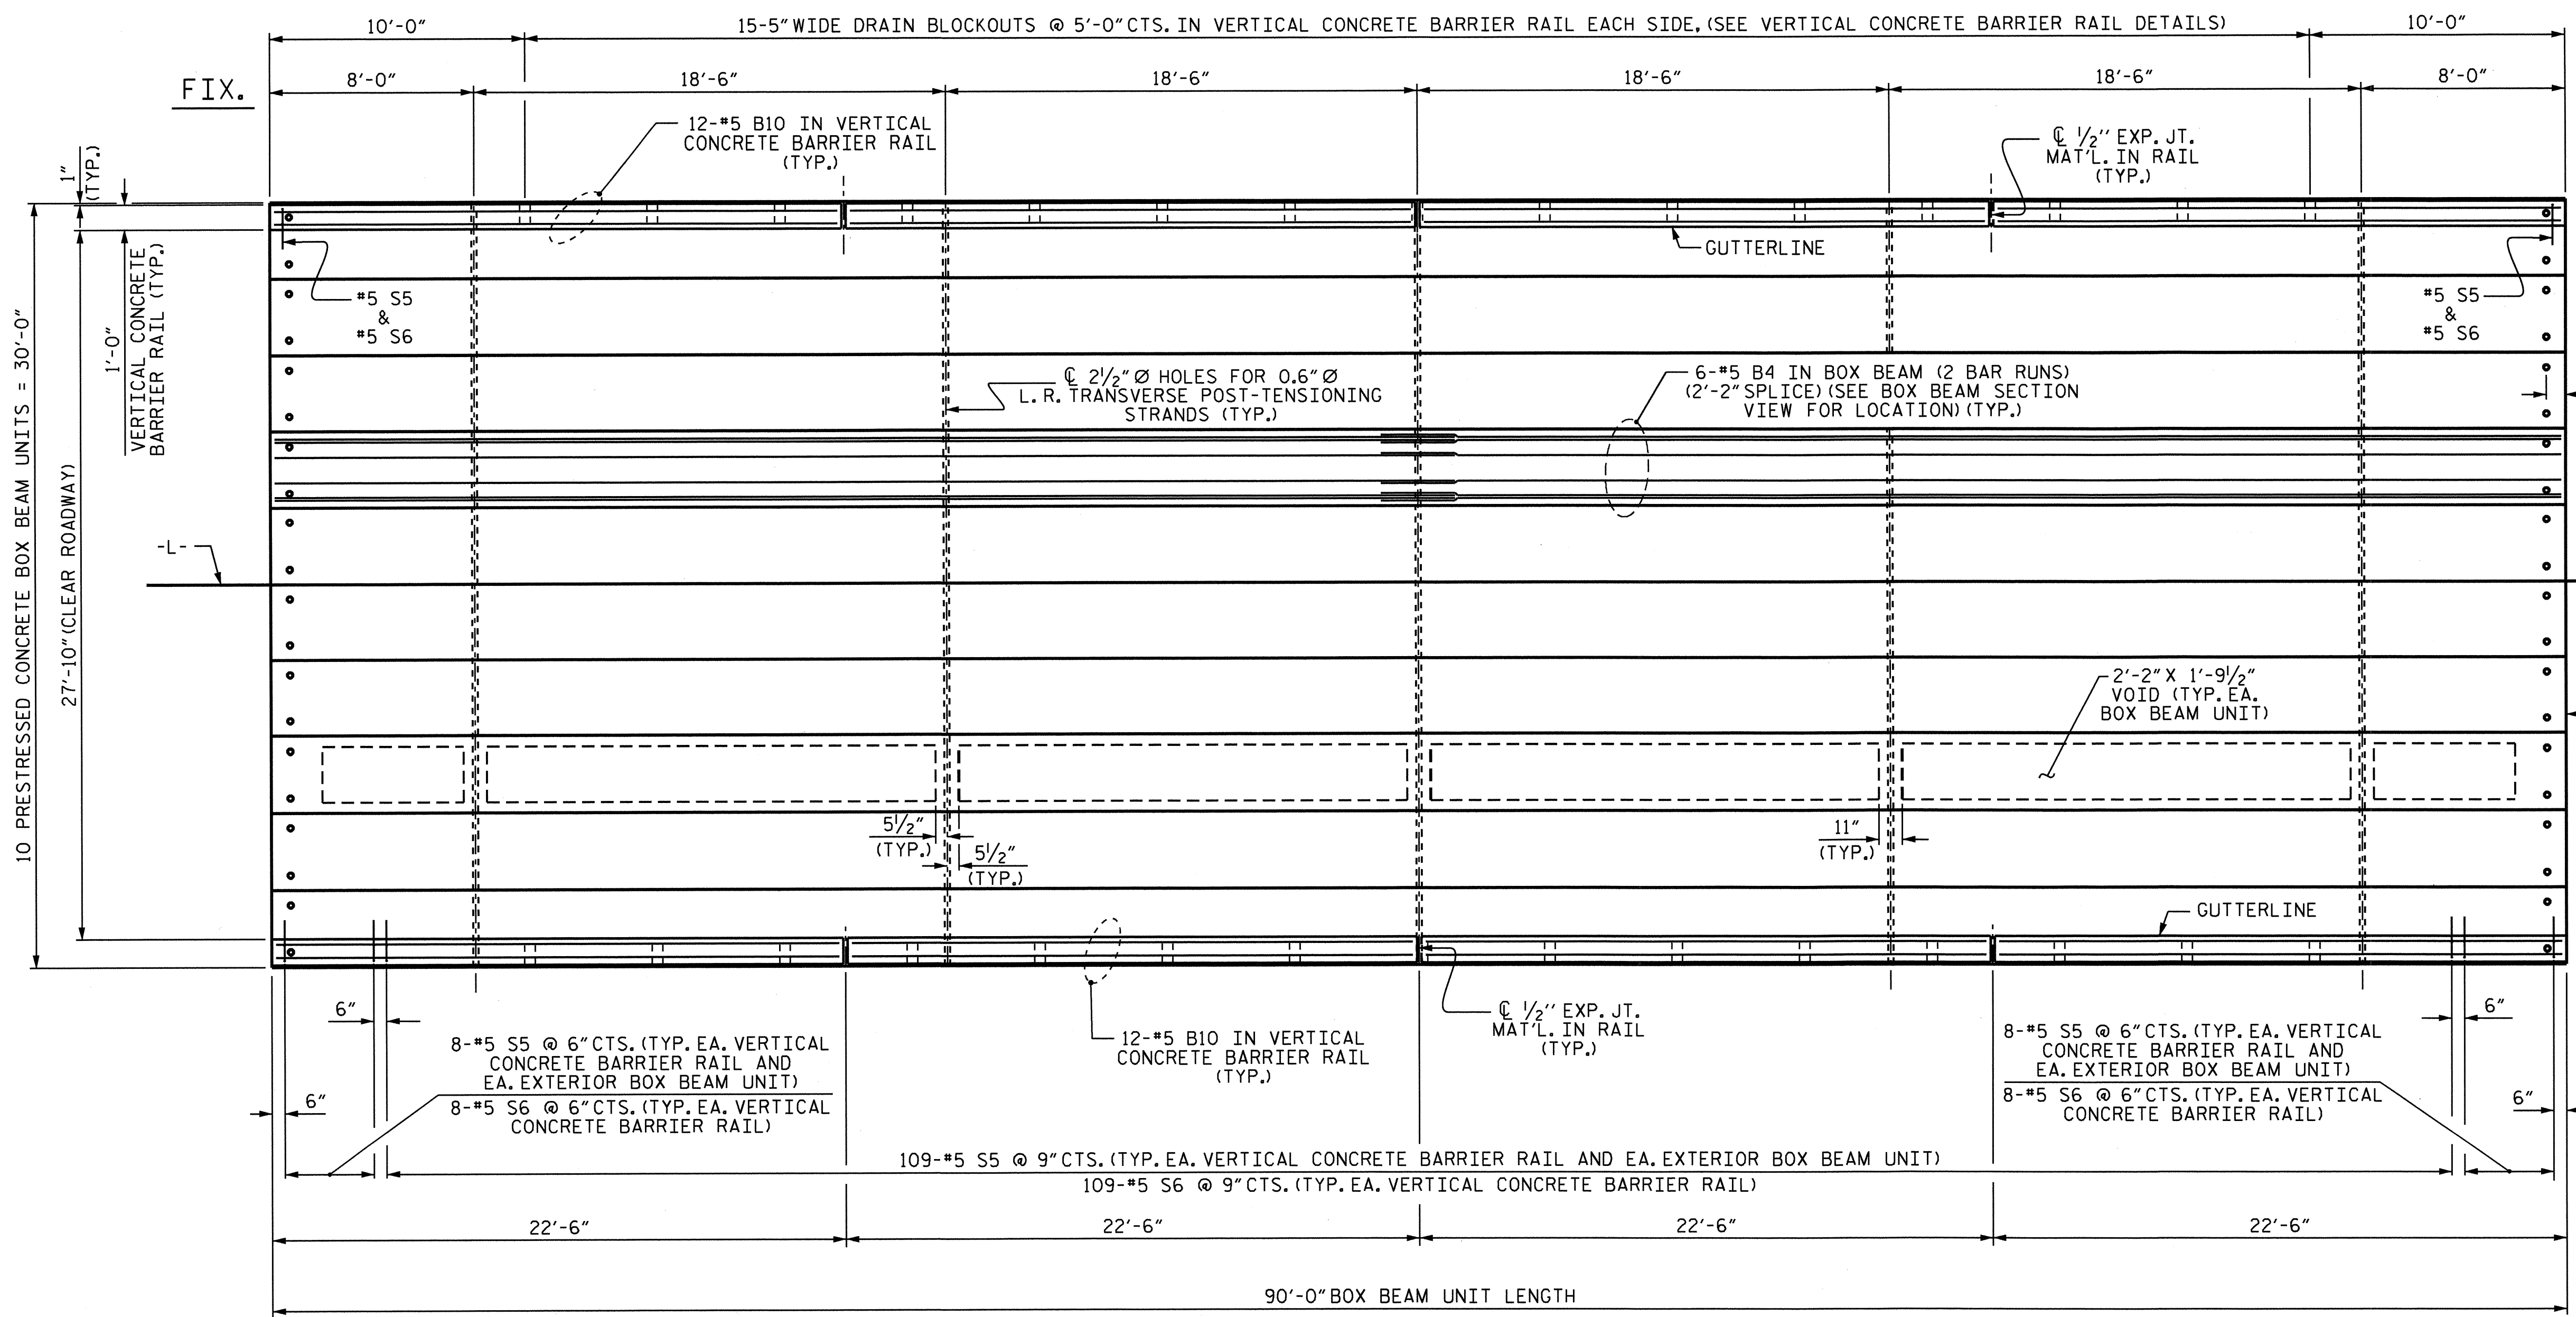 10'-0"
15-5" WIDE DRAIN BLOCKOUTS @ 5'-0" CTS. IN VERTICAL CONCRETE BARRIER RAIL EACH SIDE, (SEE VERTICAL CONCRETE BARRIER RAIL DETAILS)
10'-0"
FIX.
8'-0"
18'-6"
18'-6"
18'-6"
18'-6"
8'-0"
12-#5 B10 IN VERTICAL
CONCRETE BARRIER RAIL
(TYP.)
℄ 1/2" EXP. JT.
MAT'L. IN RAIL
(TYP.)
1"
(TYP.)
GUTTERLINE
1'-0"
VERTICAL CONCRETE
BARRIER RAIL (TYP.)
#5 S5
&
#5 S6
#5 S5
&
#5 S6
10 PRESTRESSED CONCRETE BOX BEAM UNITS = 30'-0"
27'-10" (CLEAR ROADWAY)
℄ 2 1/2" Ø HOLES FOR 0.6" Ø
L. R. TRANSVERSE POST-TENSIONING
STRANDS (TYP.)
6-#5 B4 IN BOX BEAM (2 BAR RUNS)
(2'-2" SPLICE) (SEE BOX BEAM SECTION
VIEW FOR LOCATION) (TYP.)
-L-
2'-2" X 1'-9 1/2"
VOID (TYP. EA.
BOX BEAM UNIT)
5 1/2"
(TYP.)
5 1/2"
(TYP.)
11"
(TYP.)
GUTTERLINE
6"
8-#5 S5 @ 6" CTS. (TYP. EA. VERTICAL
CONCRETE BARRIER RAIL AND
EA. EXTERIOR BOX BEAM UNIT)
8-#5 S6 @ 6" CTS. (TYP. EA. VERTICAL
CONCRETE BARRIER RAIL)
6"
12-#5 B10 IN VERTICAL
CONCRETE BARRIER RAIL
(TYP.)
℄ 1/2" EXP. JT.
MAT'L. IN RAIL
(TYP.)
6"
8-#5 S5 @ 6" CTS. (TYP. EA. VERTICAL
CONCRETE BARRIER RAIL AND
EA. EXTERIOR BOX BEAM UNIT)
8-#5 S6 @ 6" CTS. (TYP. EA. VERTICAL
CONCRETE BARRIER RAIL)
6"
109-#5 S5 @ 9" CTS. (TYP. EA. VERTICAL CONCRETE BARRIER RAIL AND EA. EXTERIOR BOX BEAM UNIT)
109-#5 S6 @ 9" CTS. (TYP. EA. VERTICAL CONCRETE BARRIER RAIL)
22'-6"
22'-6"
22'-6"
22'-6"
90'-0" BOX BEAM UNIT LENGTH